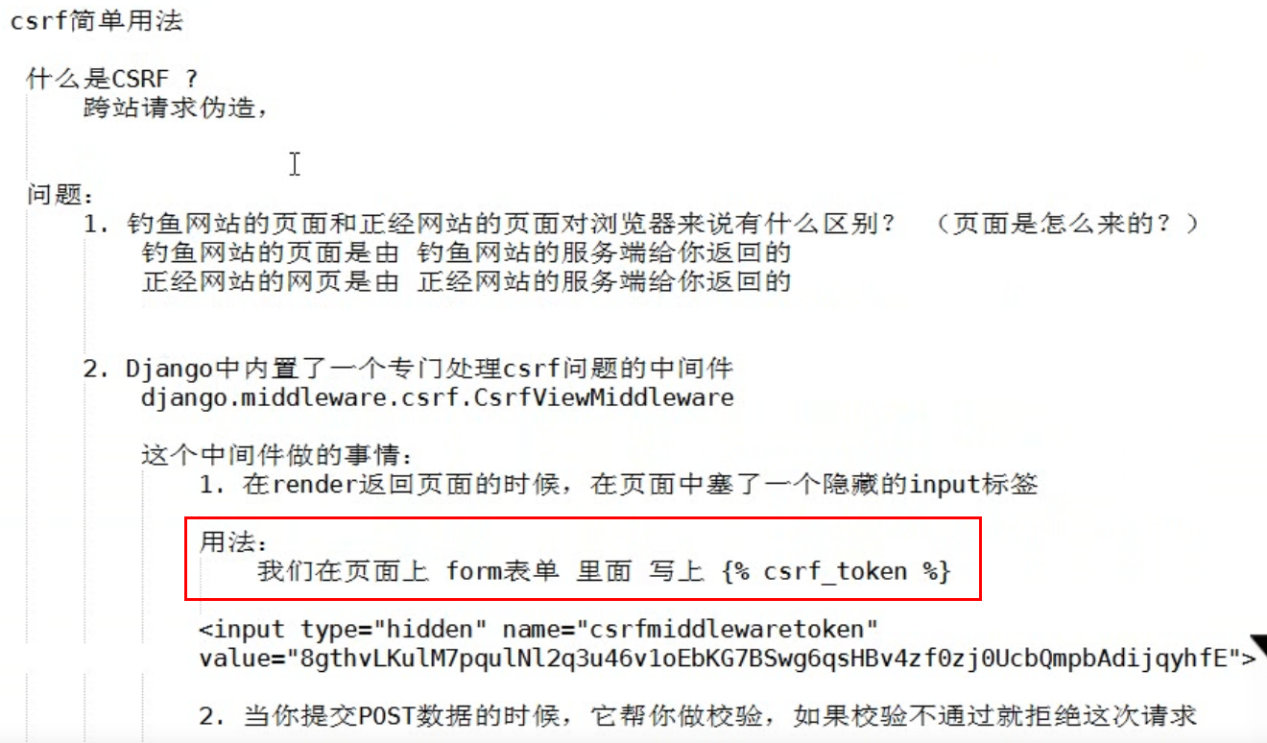 csrf简单用法
什么是CSRF ?
跨站请求伪造，
问题：
1. 钓鱼网站的页面和正经网站的页面对浏览器来说有什么区别？ （页面是怎么来的？）
钓鱼网站的页面是由 钓鱼网站的服务端给你返回的
正经网站的网页是由 正经网站的服务端给你返回的
2. Django中内置了一个专门处理csrf问题的中间件
django.middleware.csrf.CsrfViewMiddleware
这个中间件做的事情：
1. 在render返回页面的时候，在页面中塞了一个隐藏的input标签
用法：
我们在页面上 form表单 里面 写上 {% csrf_token %}
<input type="hidden" name="csrfmiddlewaretoken"
value="8gthvLKulM7pqulNl2q3u46v1oEbKG7BSwg6qsHBv4zf0zj0UcbQmpbAdijqyhfE">
2. 当你提交POST数据的时候，它帮你做校验，如果校验不通过就拒绝这次请求